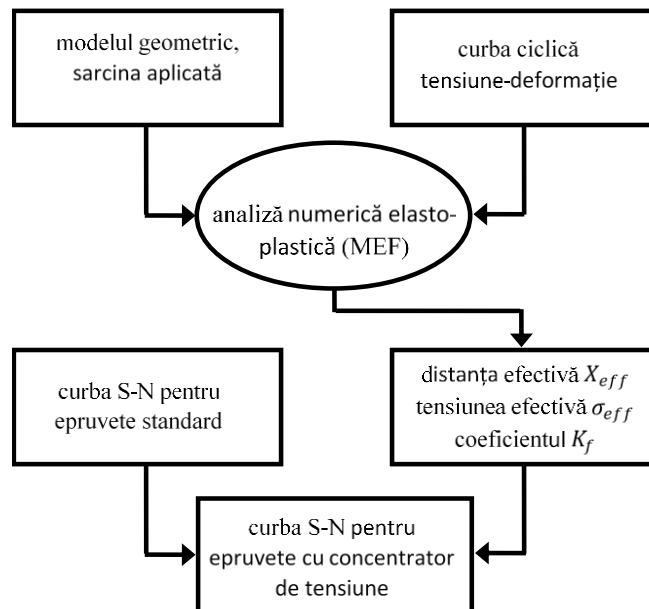 modelul geometric,
sarcina aplicată
curba ciclică
tensiune-deformație
analiză numerică elasto-
plastică (MEF)
curba S-N pentru
epruvete standard
distanța efectivă X_eff
tensiunea efectivă σ_eff
coeficientul K_f
curba S-N pentru
epruvete cu concentrator
de tensiune